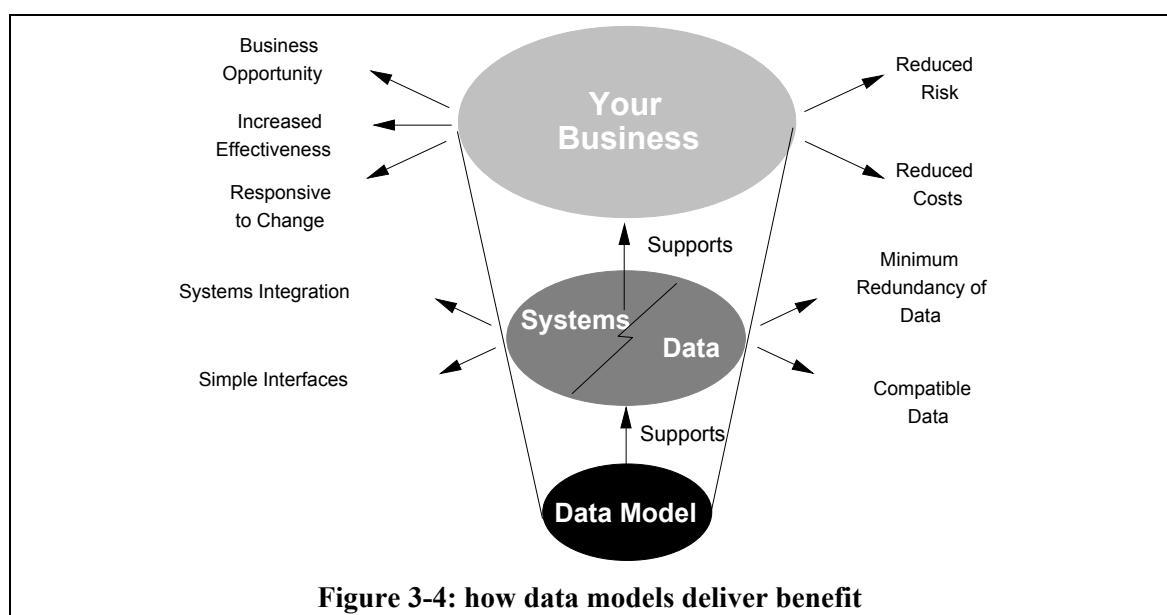 Business
Opportunity
Increased
Effectiveness
Responsive
to Change
Your
Business
Reduced
Risk
Reduced
Costs
Supports
Systems Integration
Simple Interfaces
Systems
Data
Minimum
Redundancy of
Data
Compatible
Data
Supports
Data Model
Figure 3-4: how data models deliver benefit